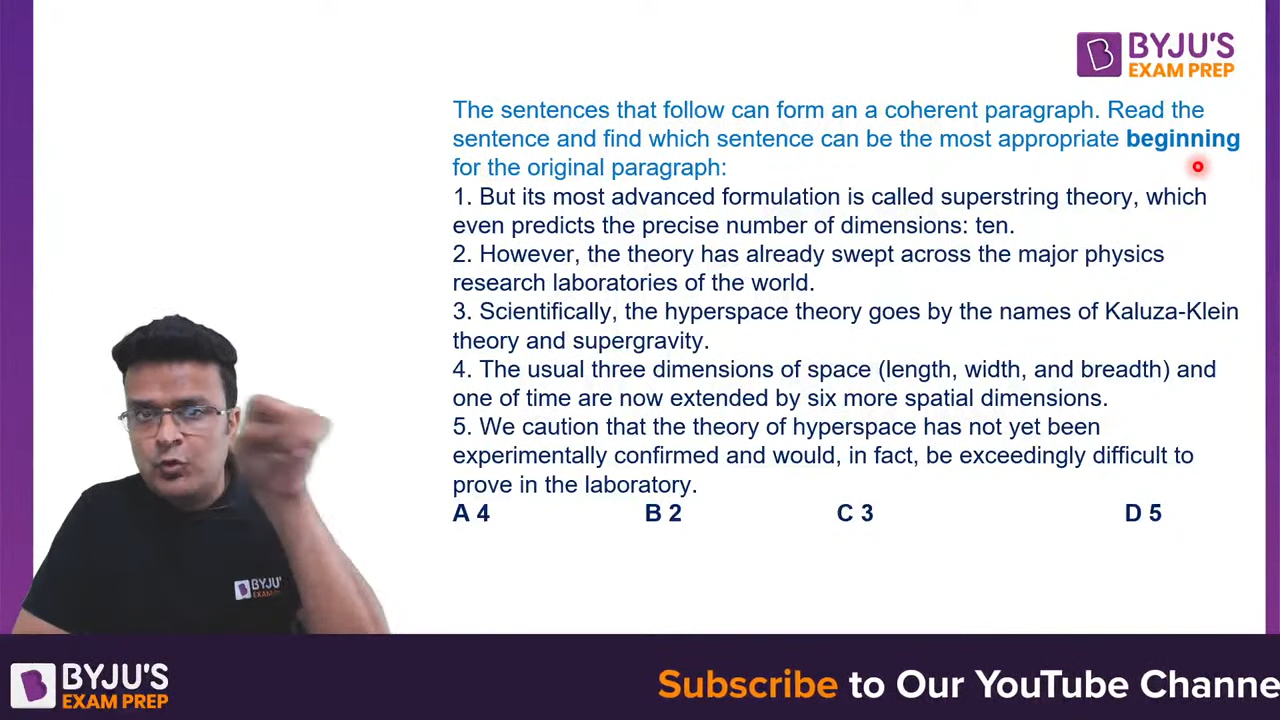 BYJU'S
EXAM PREP
The sentences that follow can form an a coherent paragraph. Read the
sentence and find which sentence can be the most appropriate beginning
for the original paragraph:
1. But its most advanced formulation is called superstring theory, which
even predicts the precise number of dimensions: ten.
2. However, the theory has already swept across the major physics
research laboratories of the world.
3. Scientifically, the hyperspace theory goes by the names of Kaluza-Klein
theory and supergravity.
4. The usual three dimensions of space (length, width, and breadth) and
one of time are now extended by six more spatial dimensions.
5. We caution that the theory of hyperspace has not yet been
experimentally confirmed and would, in fact, be exceedingly difficult to
prove in the laboratory.
A 4 B 2 C 3 D 5
BYJU'
EXAM P
BYJU'S
EXAM PREP
Subscribe to Our YouTube Channe